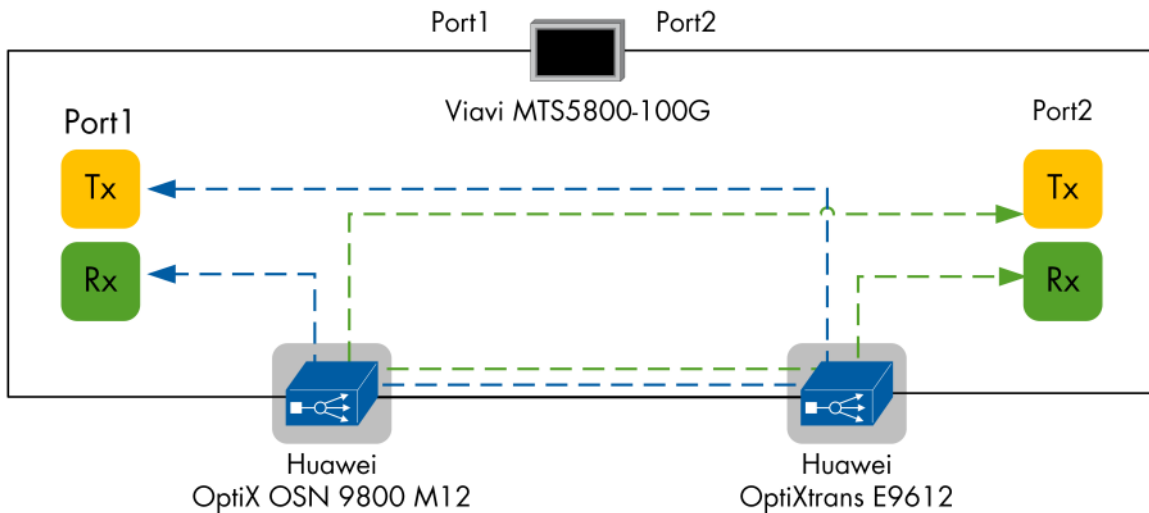 Port1 Port2
Viavi MTS5800-100G
Port1
Port2
Tx
Tx
Rx
Rx
Huawei
OptiX OSN 9800 M12
Huawei
OptiXtrans E9612